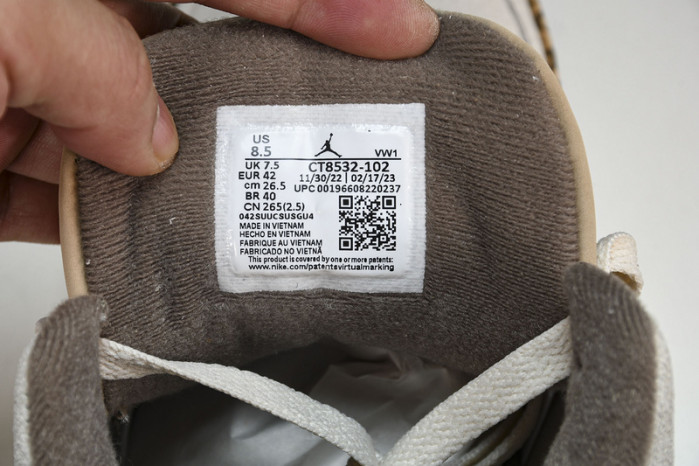 US
8.5
VW1
UK 7.5
CT8532-102
EUR 42
11/30/22 | 02/17/23
cm 26.5
UPC 00196608220237
BR 40
CN 265(2.5)
042SUUCSUSGU4
MADE IN VIETNAM
HECHO EN VIETNAM
FABRIQUE AU VIETNAM
FABRICADO NO VIETNÃ
This product is covered by one or more patents:
www.nike.com/patentsvirtualmarking